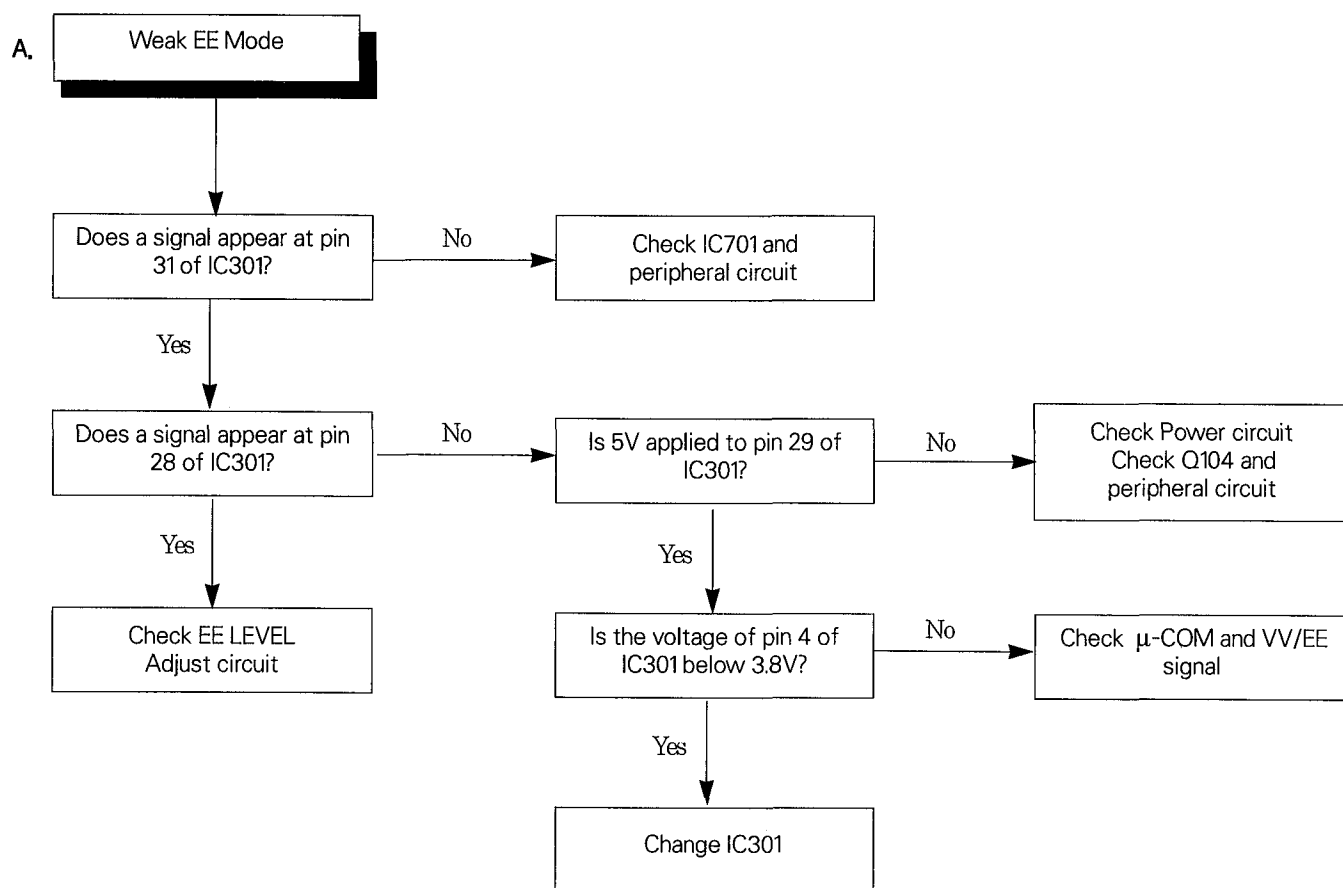 A.
Weak EE Mode
Does a signal appear at pin
31 of IC301?
No
Check IC701 and
peripheral circuit
Yes
Does a signal appear at pin
28 of IC301?
No
Is 5V applied to pin 29 of
IC301?
No
Check Power circuit
Check Q104 and
peripheral circuit
Yes
Yes
Check EE LEVEL
Adjust circuit
Is the voltage of pin 4 of
IC301 below 3.8V?
No
Check μ-COM and VV/EE
signal
Yes
Change IC301